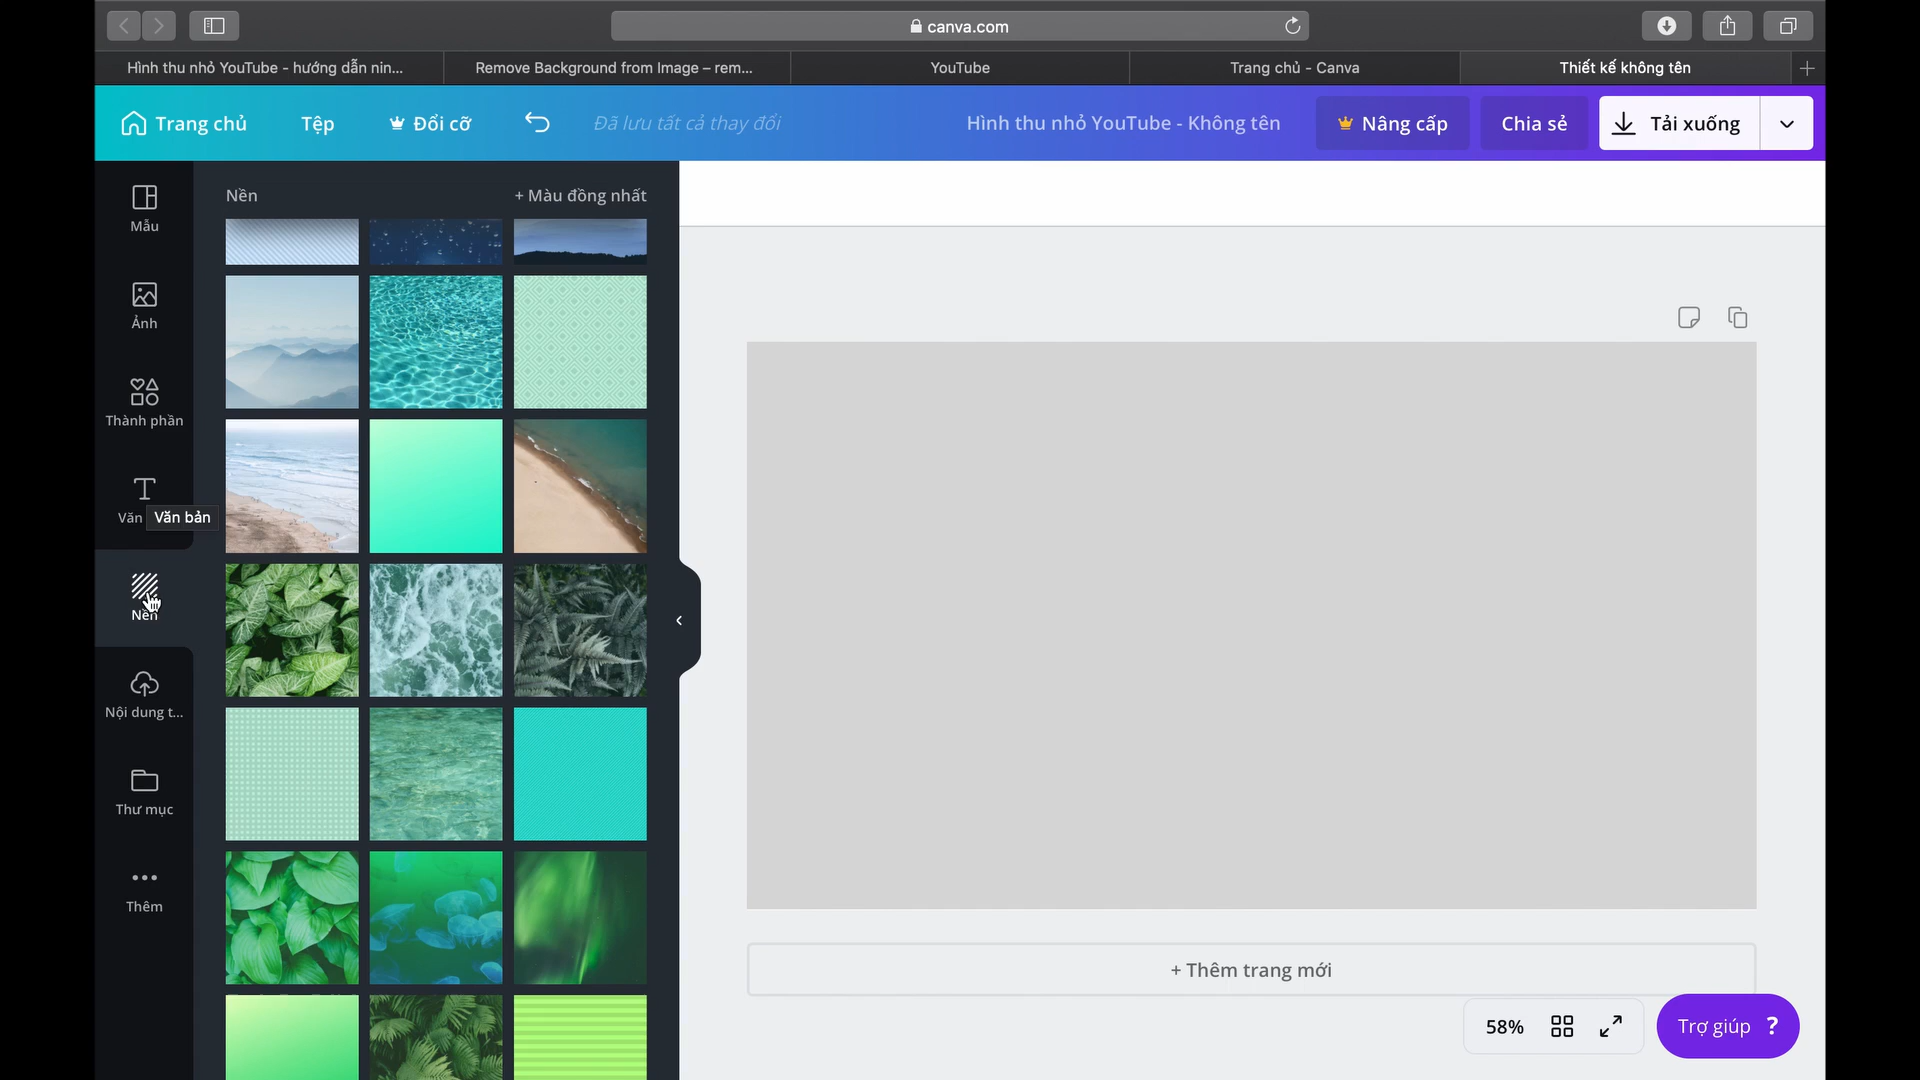 canva.com
Hình thu nhỏ YouTube - hướng dẫn nin...
Remove Background from Image – rem...
YouTube
Trang chủ - Canva
Thiết kế không tên
Trang chủ
Tệp
Đổi cỡ
Đã lưu tất cả thay đổi
Hình thu nhỏ YouTube - Không tên
Nâng cấp
Chia sẻ
Tải xuống
Mẫu
Ảnh
Thành phần
Văn
Văn bản
Nền
Nội dung t...
Thư mục
Thêm
Nền
+ Màu đồng nhất
+ Thêm trang mới
58%
Trợ giúp ?